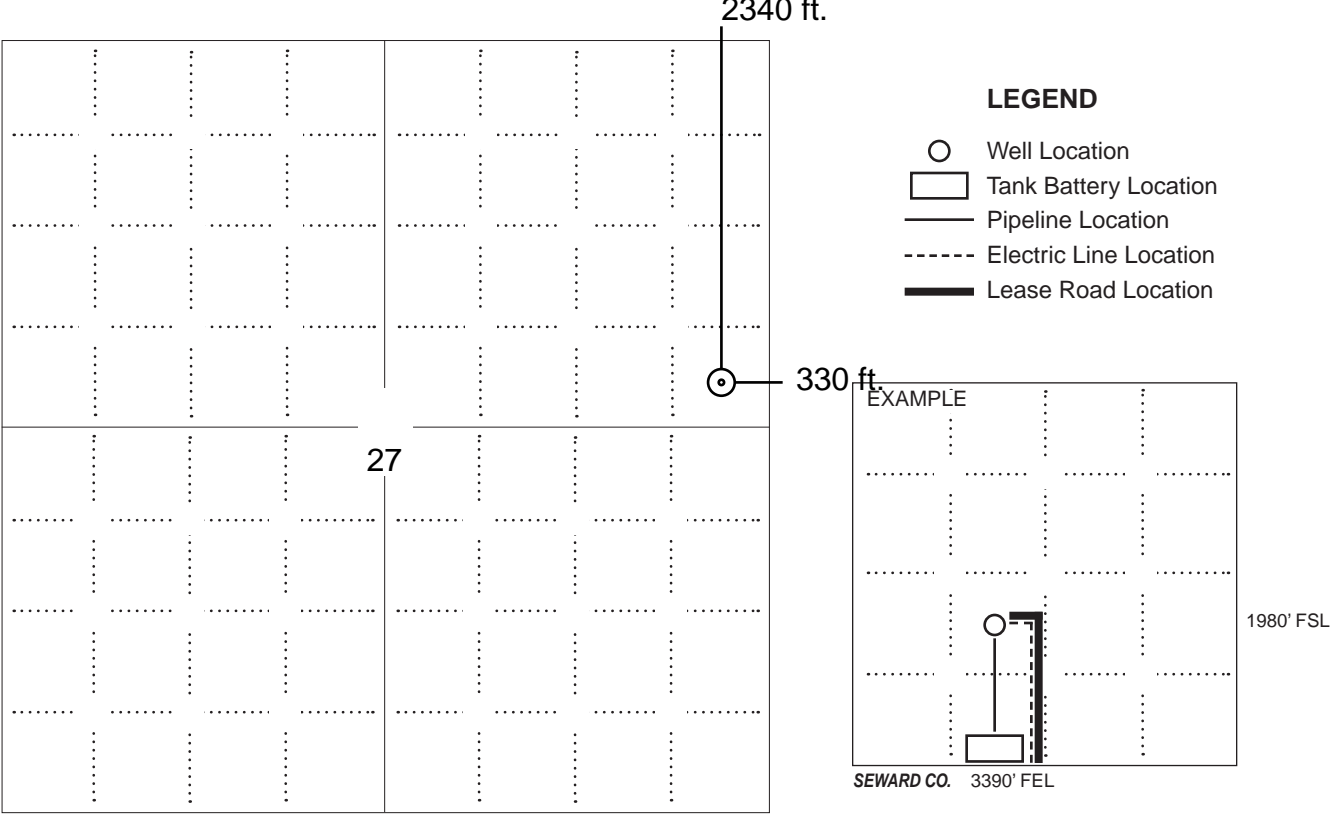 2340 ft.
LEGEND
Well Location
Tank Battery Location
Pipeline Location
Electric Line Location
Lease Road Location
330 ft.
EXAMPLE
27
1980’ FSL
SEWARD CO. 3390’ FEL